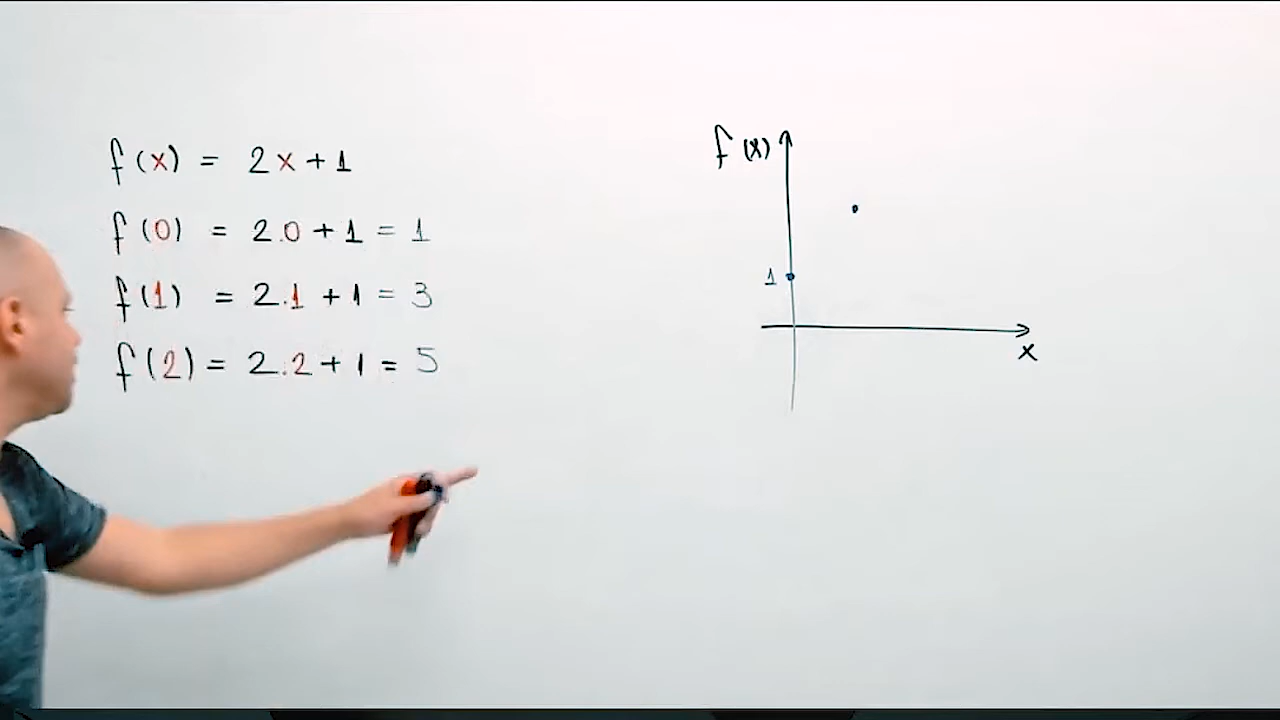 f(x) = 2x+1
f(0) = 2.0+1 = 1
f(1) = 2.1+1 = 3
f(2) = 2.2+1 = 5
f(x)
1
x